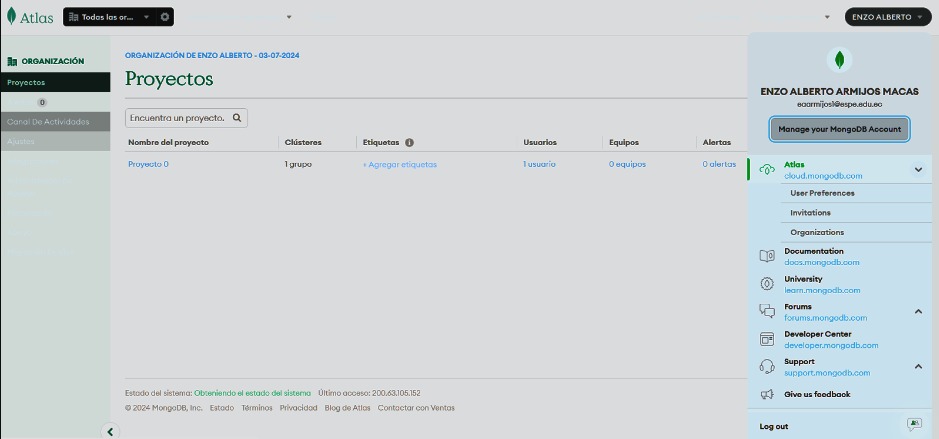 Atlas
Todas las or...
ENZO ALBERTO
ORGANIZACIÓN
Proyectos
0
Canal De Actividades
Ajustes
ORGANIZACIÓN DE ENZO ALBERTO - 03-07-2024
Proyectos
Encuentra un proyecto.
Nombre del proyecto Clústeres Etiquetas Usuarios Equipos Alertas
Proyecto 0 1 grupo + Agregar etiquetas 1 usuario 0 equipos 0 alertas
Estado del sistema: Obteniendo el estado del sistema Último acceso: 200.63.105.152
© 2024 MongoDB, Inc. Estado Términos Privacidad Blog de Atlas Contactar con Ventas
ENZO ALBERTO ARMIJOS MACAS
eaarmijos1@espe.edu.ec
Manage your MongoDB Account
Atlas
cloud.mongodb.com
User Preferences
Invitations
Organizations
Documentation
docs.mongodb.com
University
learn.mongodb.com
Forums
forums.mongodb.com
Developer Center
developer.mongodb.com
Support
support.mongodb.com
Give us feedback
Log out